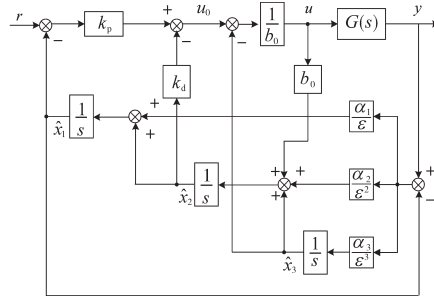 r
−
k_p
+
−
u_0
−
1/b_0
u
G(s)
y
b_0
k_d
x̂_1
1/s
+
+
α_1/ε
x̂_2
1/s
+
+
+
α_2/ε^2
+
−
x̂_3
1/s
α_3/ε^3